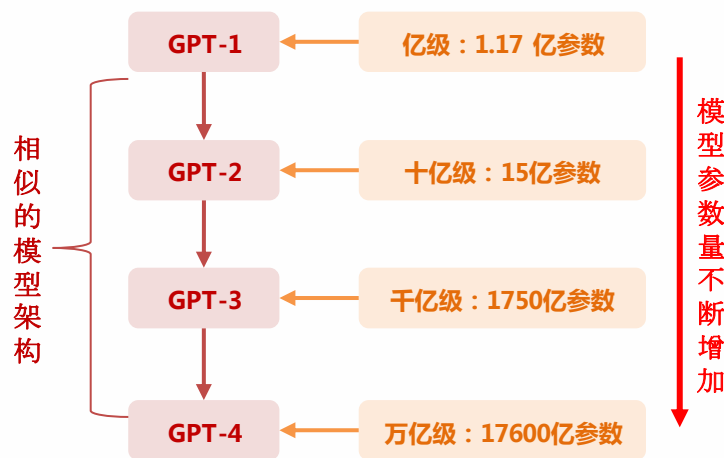 GPT-1
亿级：1.17 亿参数
GPT-2
十亿级：15亿参数
GPT-3
千亿级：1750亿参数
GPT-4
万亿级：17600亿参数
相似的模型架构
模型参数量不断增加